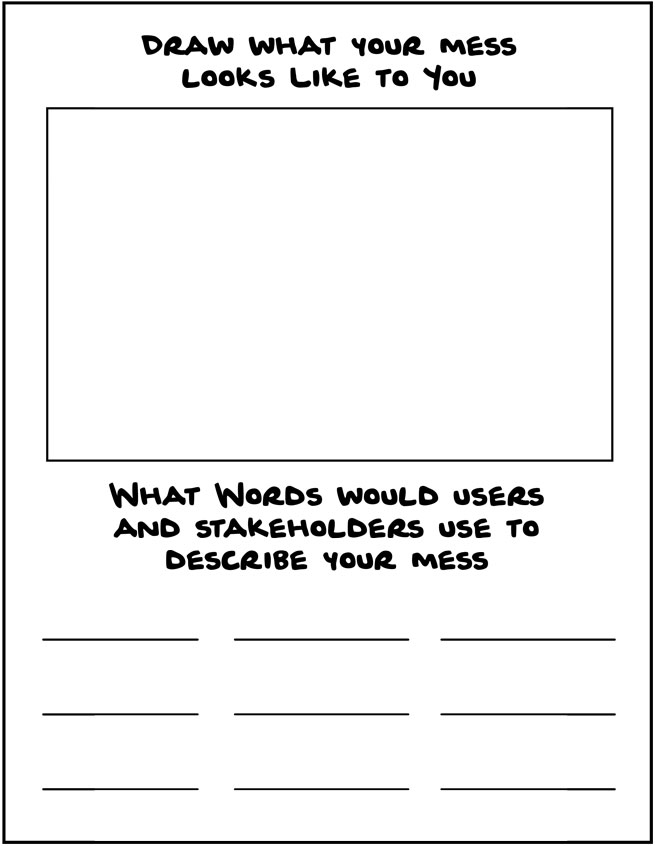 DRAW WHAT YOUR MESS
LOOKS LIKE TO YOU
WHAT WORDS WOULD USERS
AND STAKEHOLDERS USE TO
DESCRIBE YOUR MESS